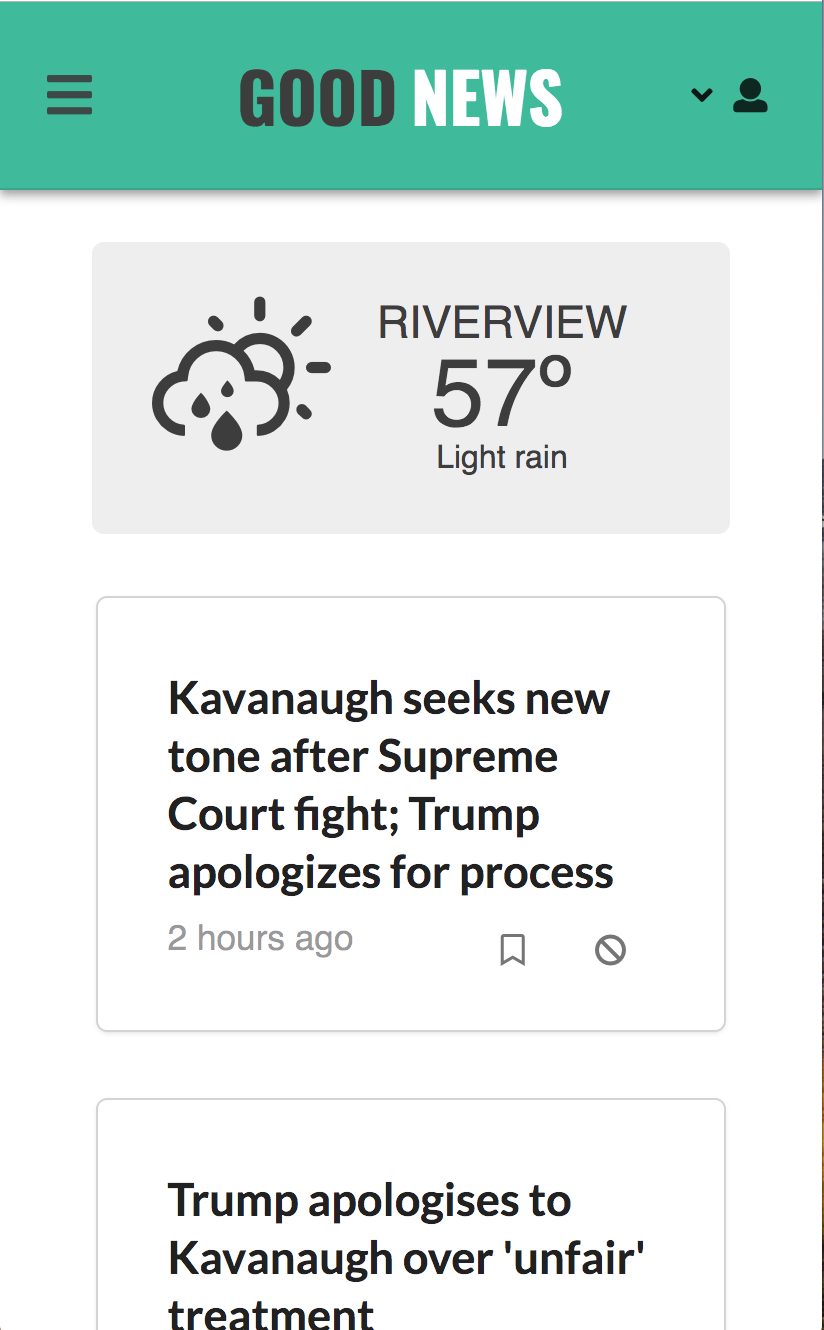 GOOD NEWS
RIVERVIEW
57º
Light rain
Kavanaugh seeks new
tone after Supreme
Court fight; Trump
apologizes for process
2 hours ago
Trump apologises to
Kavanaugh over 'unfair'
treatment